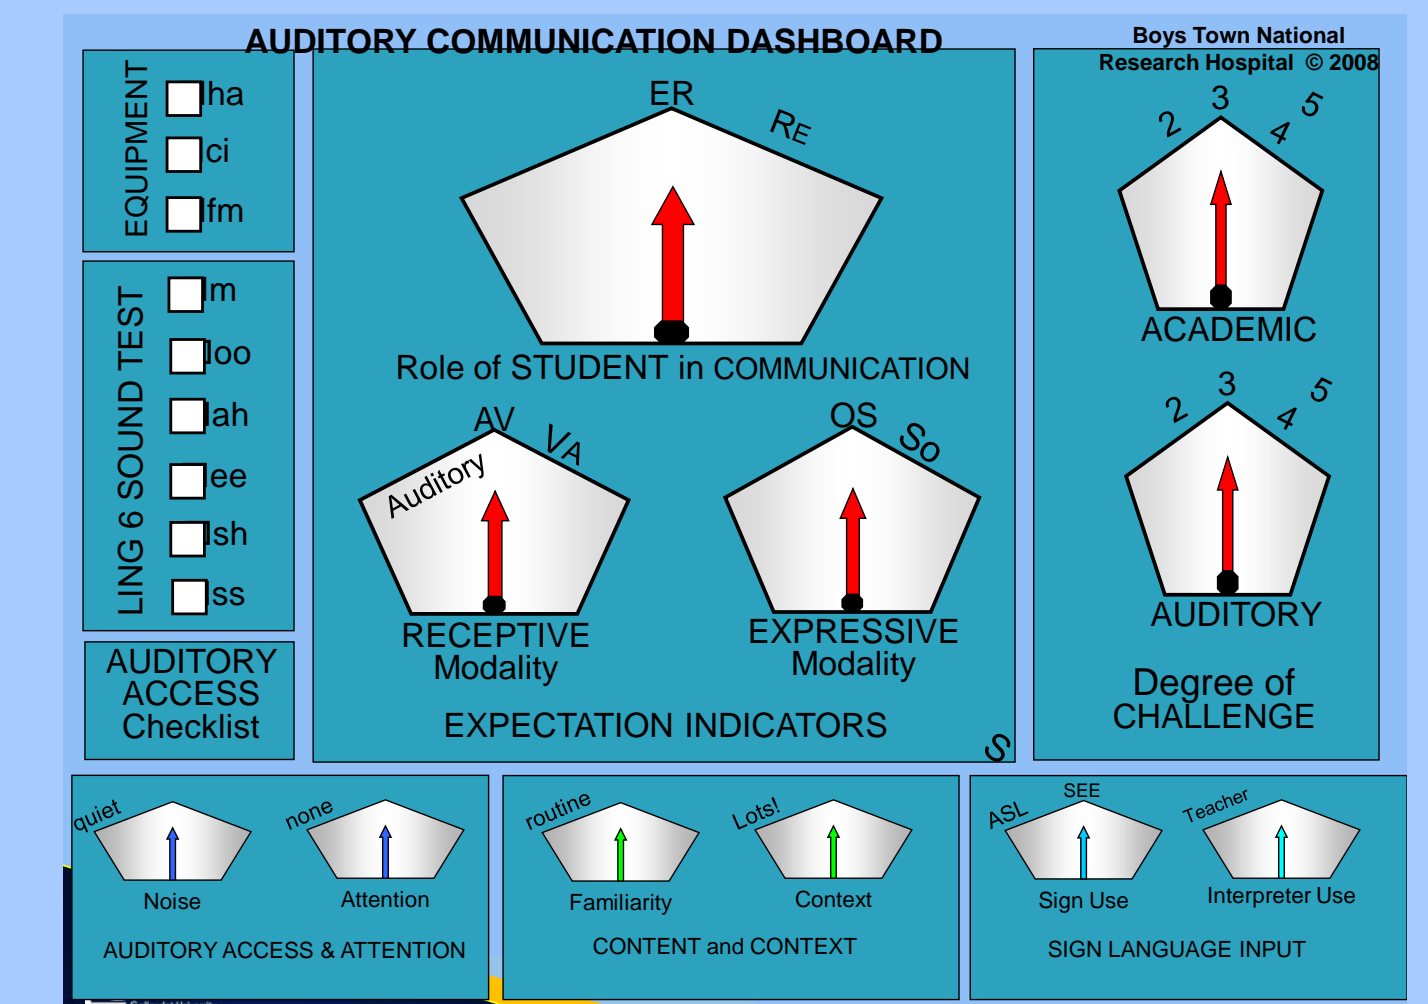 AUDITORY COMMUNICATION DASHBOARD
Boys Town National
Research Hospital © 2008
EQUIPMENT
ha
ci
fm
LING 6 SOUND TEST
m
oo
ah
ee
sh
ss
AUDITORY
ACCESS
Checklist
ER
RE
Role of STUDENT in COMMUNICATION
Auditory
AV
VA
RECEPTIVE
Modality
OS
So
EXPRESSIVE
Modality
EXPECTATION INDICATORS
S
2
3
4
5
ACADEMIC
2
3
4
5
AUDITORY
Degree of
CHALLENGE
quiet
Noise
none
Attention
AUDITORY ACCESS & ATTENTION
routine
Familiarity
Lots!
Context
CONTENT and CONTEXT
ASL
SEE
Sign Use
Teacher
Interpreter Use
SIGN LANGUAGE INPUT